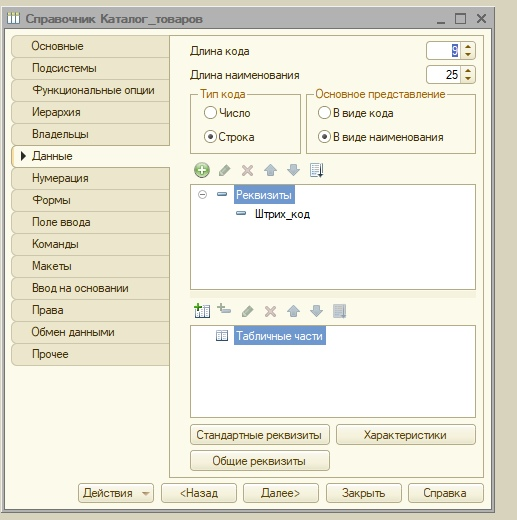 Справочник Каталог_товаров
Основные
Подсистемы
Функциональные опции
Иерархия
Владельцы
Данные
Нумерация
Формы
Поле ввода
Команды
Макеты
Ввод на основании
Права
Обмен данными
Прочее
Длина кода 9
Длина наименования 25
Тип кода
Число
Строка
Основное представление
В виде кода
В виде наименования
Реквизиты
Штрих_код
Табличные части
Стандартные реквизиты Характеристики
Общие реквизиты
Действия <Назад Далее> Закрыть Справка